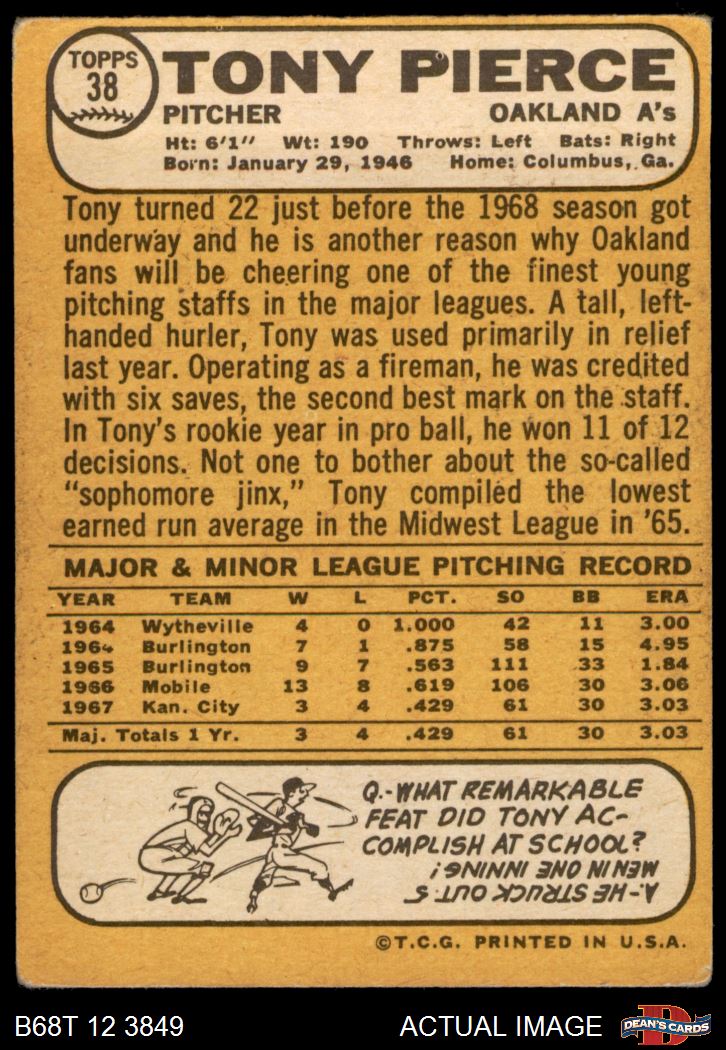 TOPPS
38
TONY PIERCE
PITCHER OAKLAND A's
Ht: 6'1" Wt: 190 Throws: Left Bats: Right
Born: January 29, 1946 Home: Columbus, Ga.
Tony turned 22 just before the 1968 season got
underway and he is another reason why Oakland
fans will be cheering one of the finest young
pitching staffs in the major leagues. A tall, left-
handed hurler, Tony was used primarily in relief
last year. Operating as a fireman, he was credited
with six saves, the second best mark on the staff.
In Tony's rookie year in pro ball, he won 11 of 12
decisions. Not one to bother about the so-called
"sophomore jinx," Tony compiled the lowest
earned run average in the Midwest League in '65.
MAJOR & MINOR LEAGUE PITCHING RECORD
YEAR TEAM W L PCT. SO BB ERA
1964 Wytheville 4 0 1.000 42 11 3.00
1964 Burlington 7 1 .875 58 15 4.95
1965 Burlington 9 7 .563 111 33 1.84
1966 Mobile 13 8 .619 106 30 3.06
1967 Kan. City 3 4 .429 61 30 3.03
Maj. Totals 1 Yr. 3 4 .429 61 30 3.03
Q.-WHAT REMARKABLE
FEAT DID TONY AC-
COMPLISH AT SCHOOL?
A.-HE STRUCK OUT 5
MEN IN ONE INNING!
©T.C.G. PRINTED IN U.S.A.
B68T 12 3849 ACTUAL IMAGE
DEAN'S CARDS